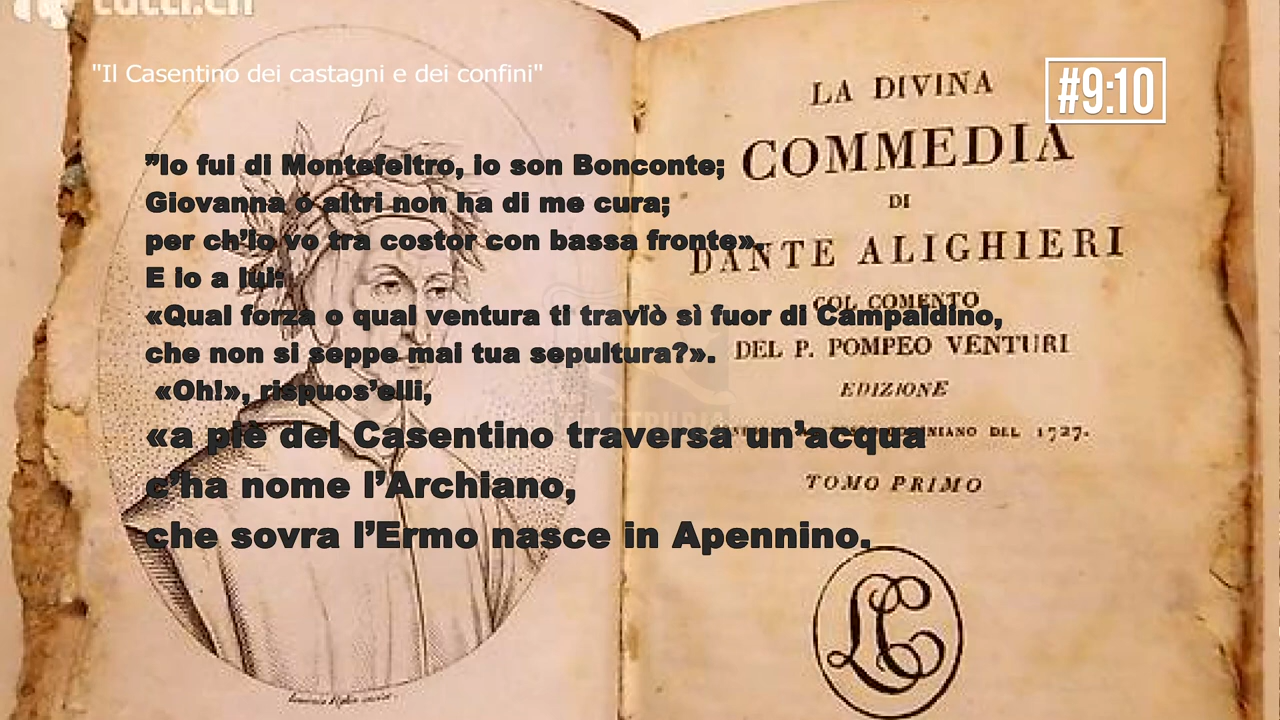 tutti.ch
"Il Casentino dei castagni e dei confini"
#9:10
”Io fui di Montefeltro, io son Bonconte;
Giovanna o altri non ha di me cura;
per ch’io vo tra costor con bassa fronte».
E io a lui:
«Qual forza o qual ventura ti travïò sì fuor di Campaldino,
che non si seppe mai tua sepultura?».
«Oh!», rispuos’elli,
«a piè del Casentino traversa un’acqua
c’ha nome l’Archiano,
che sovra l’Ermo nasce in Apennino.
LA DIVINA
COMMEDIA
DI
DANTE ALIGHIERI
COL COMENTO
DEL P. POMPEO VENTURI
EDIZIONE
DEL 1727.
TOMO PRIMO